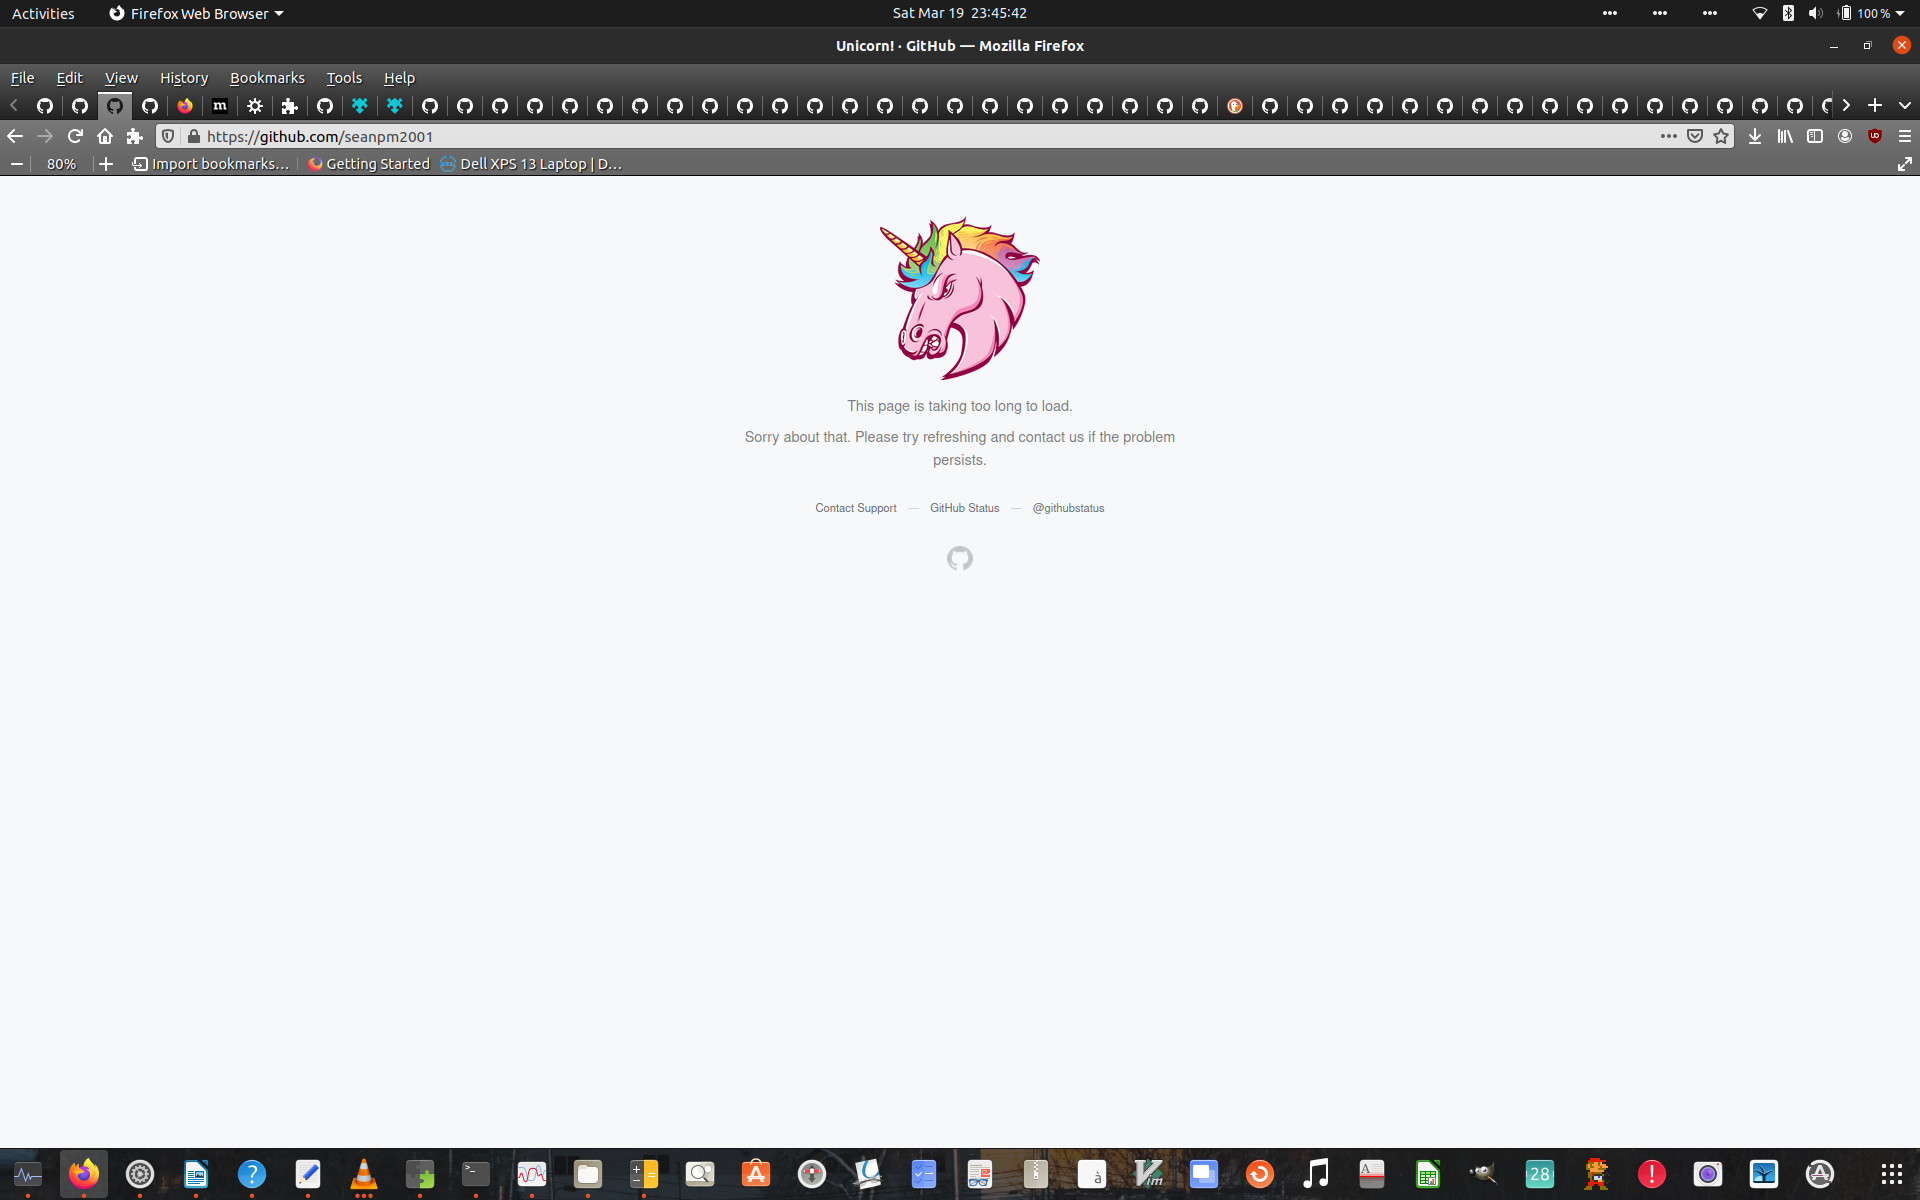 Activities
Firefox Web Browser
Sat Mar 19 23:45:42
100 %
Unicorn! · GitHub — Mozilla Firefox
File Edit View History Bookmarks Tools Help
m
https://github.com/seanpm2001
80%
Import bookmarks...
Getting Started
Dell XPS 13 Laptop | D...
This page is taking too long to load.
Sorry about that. Please try refreshing and contact us if the problem
persists.
Contact Support — GitHub Status — @githubstatus
?
>_
A
à
Vim
A
28
!